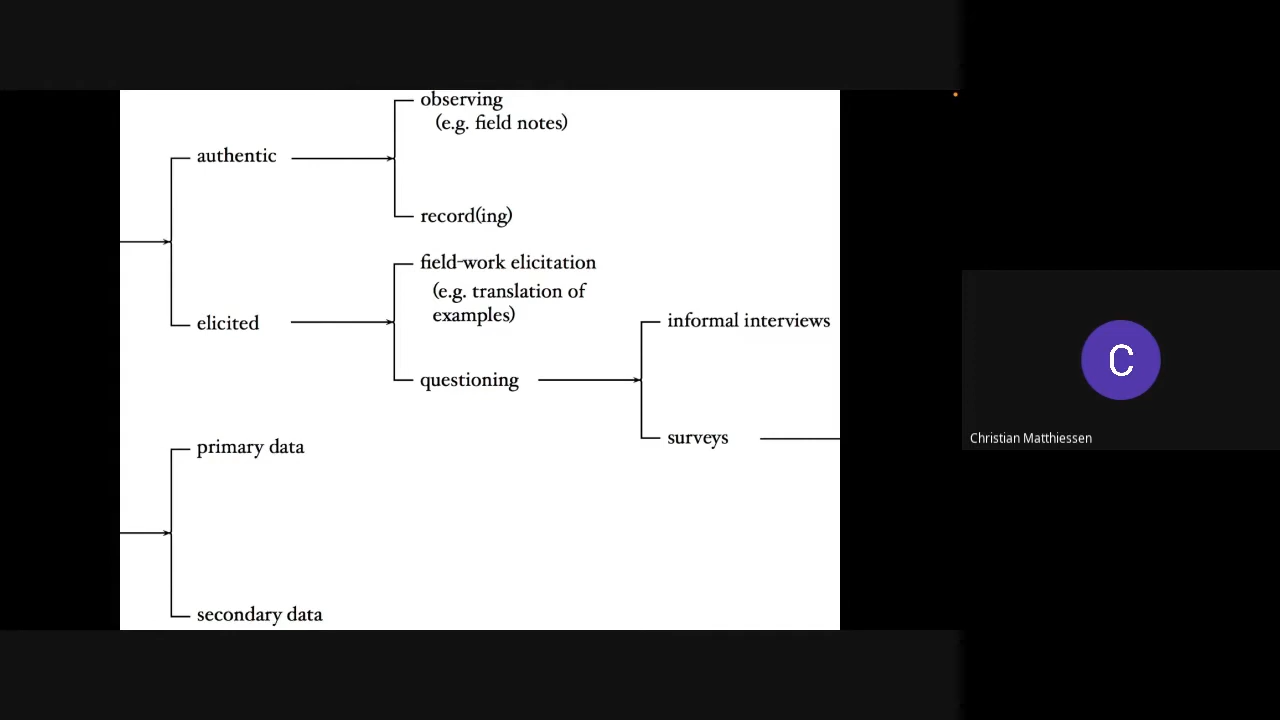 observing
(e.g. field notes)
authentic
record(ing)
field-work elicitation
(e.g. translation of
examples)
elicited
informal interviews
questioning
surveys
primary data
secondary data
C
Christian Matthiessen